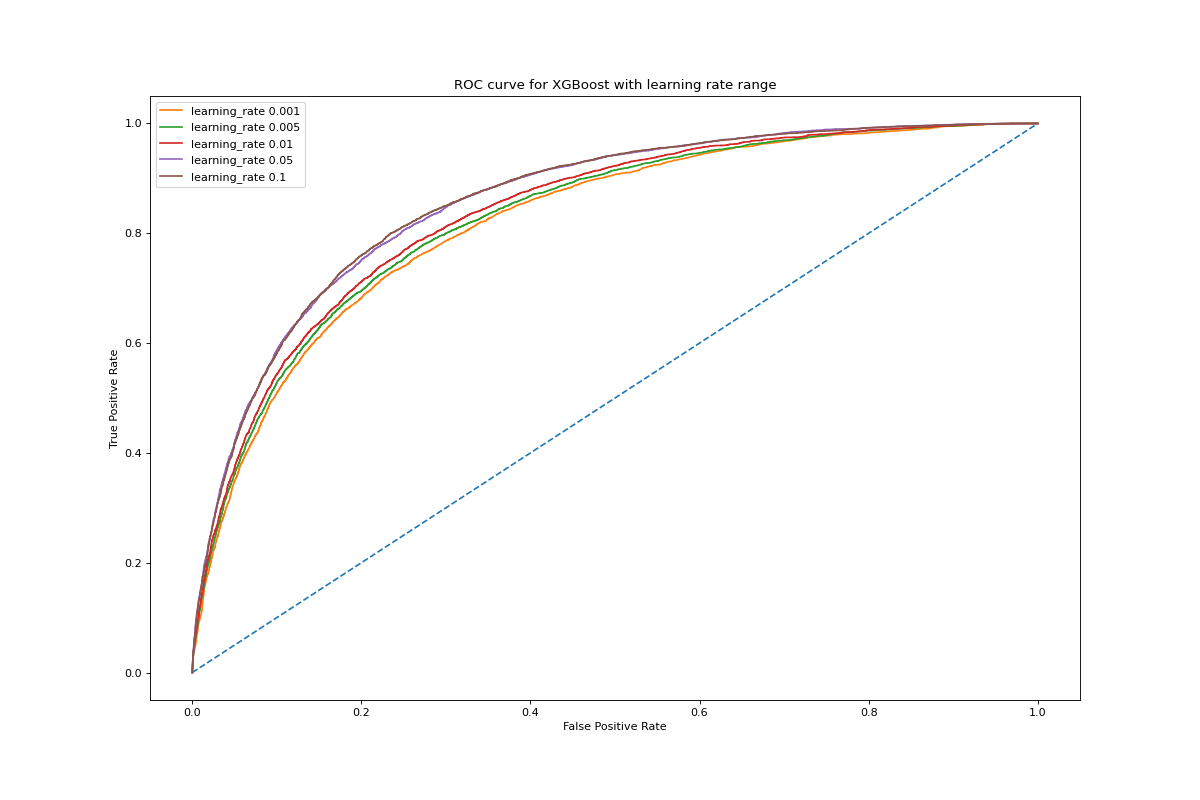 ROC curve for XGBoost with learning rate range
learning_rate 0.001
learning_rate 0.005
learning_rate 0.01
learning_rate 0.05
learning_rate 0.1
1.0
0.8
0.6
0.4
0.2
0.0
True Positive Rate
0.0 0.2 0.4 0.6 0.8 1.0
False Positive Rate